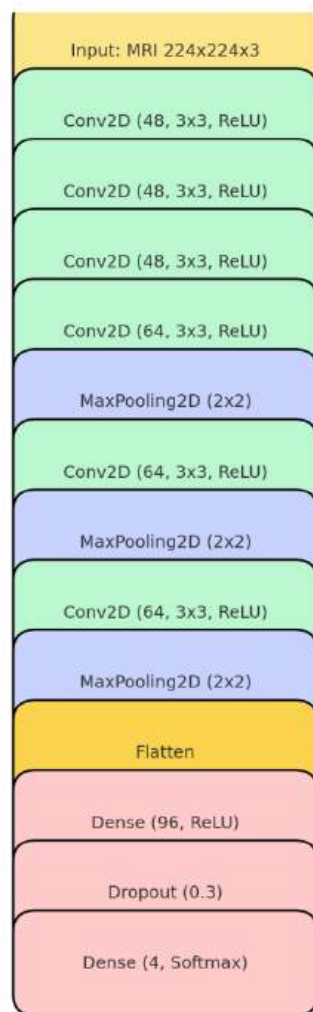 Input: MRI 224x224x3
Conv2D (48, 3x3, ReLU)
Conv2D (48, 3x3, ReLU)
Conv2D (48, 3x3, ReLU)
Conv2D (64, 3x3, ReLU)
MaxPooling2D (2x2)
Conv2D (64, 3x3, ReLU)
MaxPooling2D (2x2)
Conv2D (64, 3x3, ReLU)
MaxPooling2D (2x2)
Flatten
Dense (96, ReLU)
Dropout (0.3)
Dense (4, Softmax)